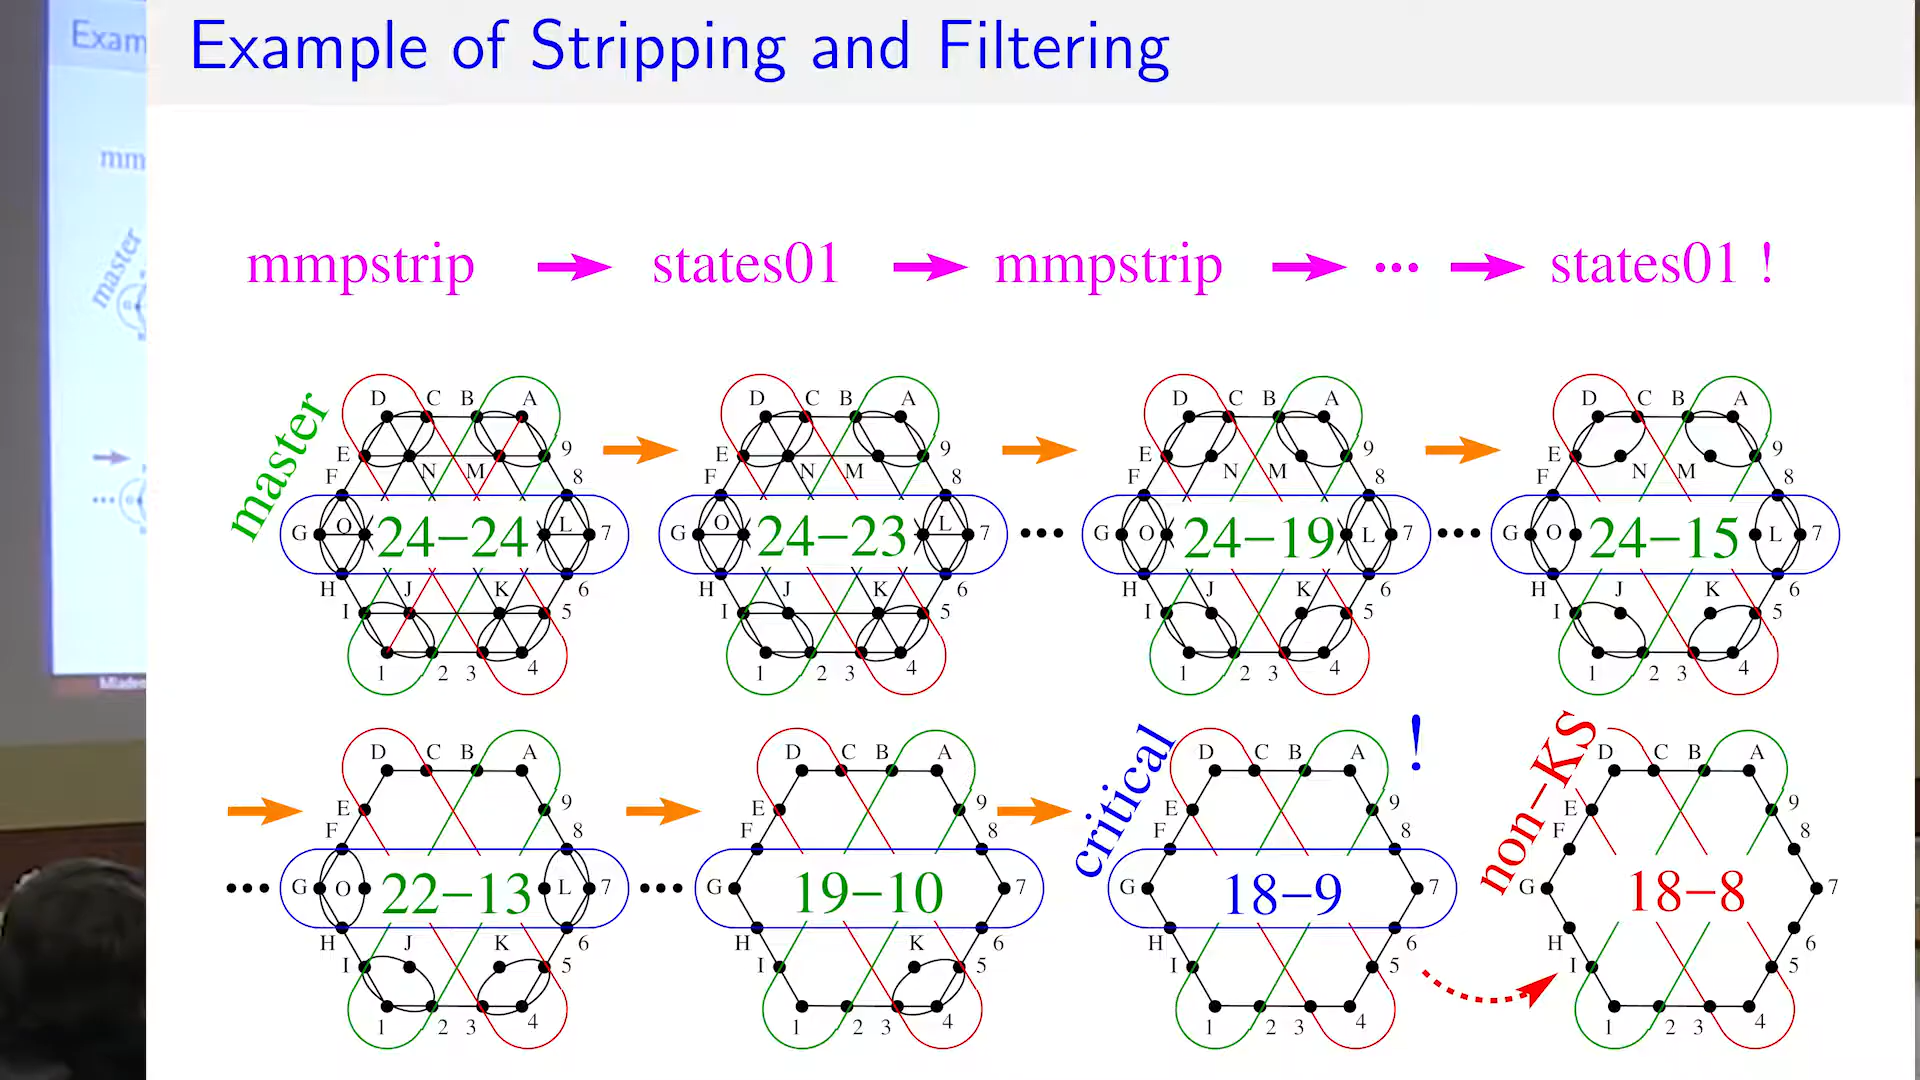 Example of Stripping and Filtering
Exam
mm
master
mmpstrip states01 mmpstrip ... states01 !
master
D C B A
E N M 9
F 8
G O 24–24 L 7
H J K 6
I 5
1 2 3 4
D C B A
E N M 9
F 8
G O 24–23 L 7
H J K 6
I 5
1 2 3 4
...
D C B A
E N M 9
F 8
G O 24–19 L 7
H J K 6
I 5
1 2 3 4
...
D C B A
E N M 9
F 8
G O 24–15 L 7
H J K 6
I 5
1 2 3 4
...
D C B A
E 9
F 8
G O 22–13 L 7
H J K 6
I 5
1 2 3 4
...
D C B A
E 9
F 8
G 19–10 7
H K 6
I 5
1 2 3 4
critical
!
D C B A
E 9
F 8
G 18–9 7
H 6
I 5
1 2 3 4
non–KS
D C B A
E 9
F 8
G 18–8 7
H 6
I 5
1 2 3 4